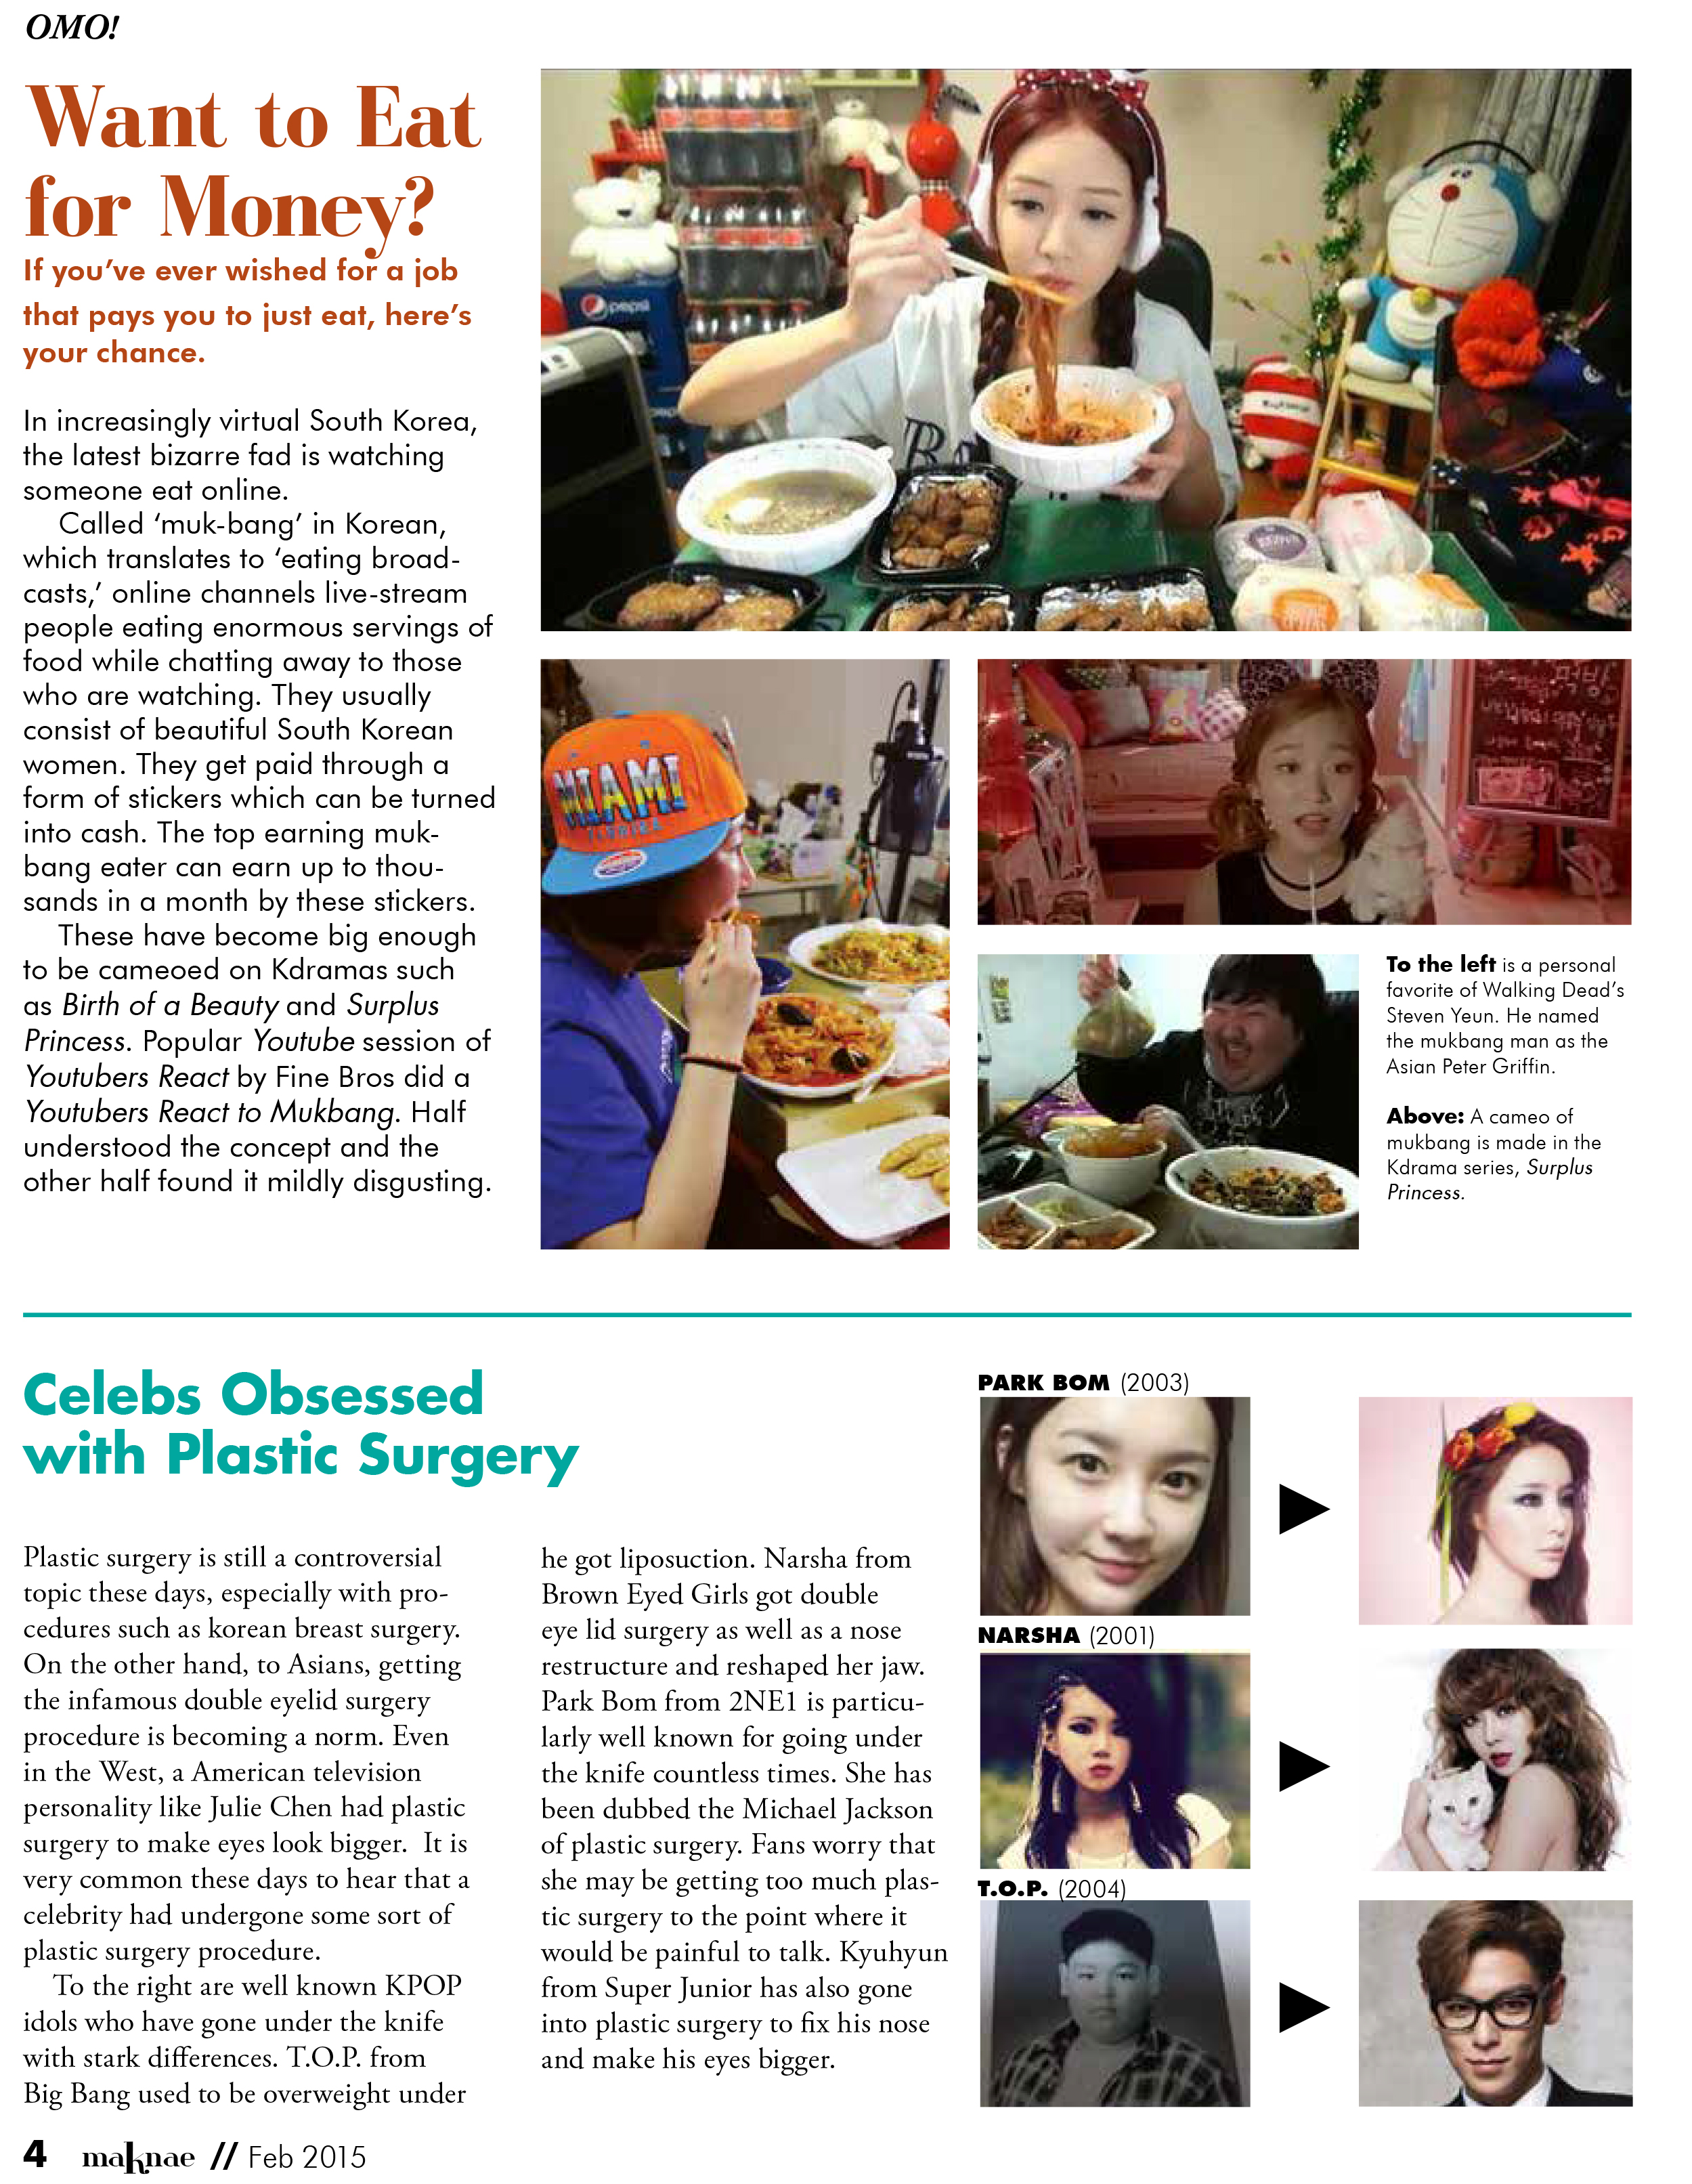 OMO!
Want to Eat
for Money?
If you've ever wished for a job
that pays you to just eat, here's
your chance.
In increasingly virtual South Korea,
the latest bizarre fad is watching
someone eat online.
Called 'muk-bang' in Korean,
which translates to 'eating broad-
casts,' online channels live-stream
people eating enormous servings of
food while chatting away to those
who are watching. They usually
consist of beautiful South Korean
women. They get paid through a
form of stickers which can be turned
into cash. The top earning muk-
bang eater can earn up to thou-
sands in a month by these stickers.
These have become big enough
to be cameoed on Kdramas such
as Birth of a Beauty and Surplus
Princess. Popular Youtube session of
Youtubers React by Fine Bros did a
Youtubers React to Mukbang. Half
understood the concept and the
other half found it mildly disgusting.
pepsi
MIAMI
FLORIDA
먹방
To the left is a personal
favorite of Walking Dead's
Steven Yeun. He named
the mukbang man as the
Asian Peter Griffin.
Above: A cameo of
mukbang is made in the
Kdrama series, Surplus
Princess.
Celebs Obsessed
with Plastic Surgery
Plastic surgery is still a controversial
topic these days, especially with pro-
cedures such as korean breast surgery.
On the other hand, to Asians, getting
the infamous double eyelid surgery
procedure is becoming a norm. Even
in the West, a American television
personality like Julie Chen had plastic
surgery to make eyes look bigger.  It is
very common these days to hear that a
celebrity had undergone some sort of
plastic surgery procedure.
To the right are well known KPOP
idols who have gone under the knife
with stark differences. T.O.P. from
Big Bang used to be overweight under
he got liposuction. Narsha from
Brown Eyed Girls got double
eye lid surgery as well as a nose
restructure and reshaped her jaw.
Park Bom from 2NE1 is particu-
larly well known for going under
the knife countless times. She has
been dubbed the Michael Jackson
of plastic surgery. Fans worry that
she may be getting too much plas-
tic surgery to the point where it
would be painful to talk. Kyuhyun
from Super Junior has also gone
into plastic surgery to fix his nose
and make his eyes bigger.
PARK BOM (2003)
NARSHA (2001)
T.O.P. (2004)
4 maknae // Feb 2015